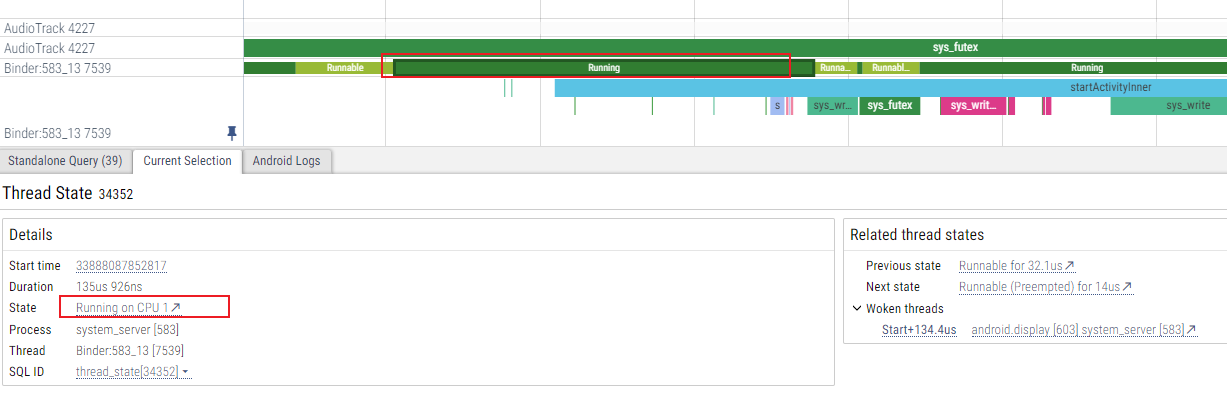 AudioTrack 4227
AudioTrack 4227 sys_futex
Binder:583_13 7539 Runnable Running Runna... Runnabl... Running
startActivityInner
s sys_wr... sys_futex sys_writ... sys_write
Binder:583_13 7539
Standalone Query (39) Current Selection Android Logs
Thread State 34352
Details
Start time 33888087852817
Duration 135us 926ns
State Running on CPU 1
Process system_server [583]
Thread Binder:583_13 [7539]
SQL ID thread_state[34352]
Related thread states
Previous state Runnable for 32.1us
Next state Runnable (Preempted) for 14us
Woken threads
Start+134.4us android.display [603] system_server [583]